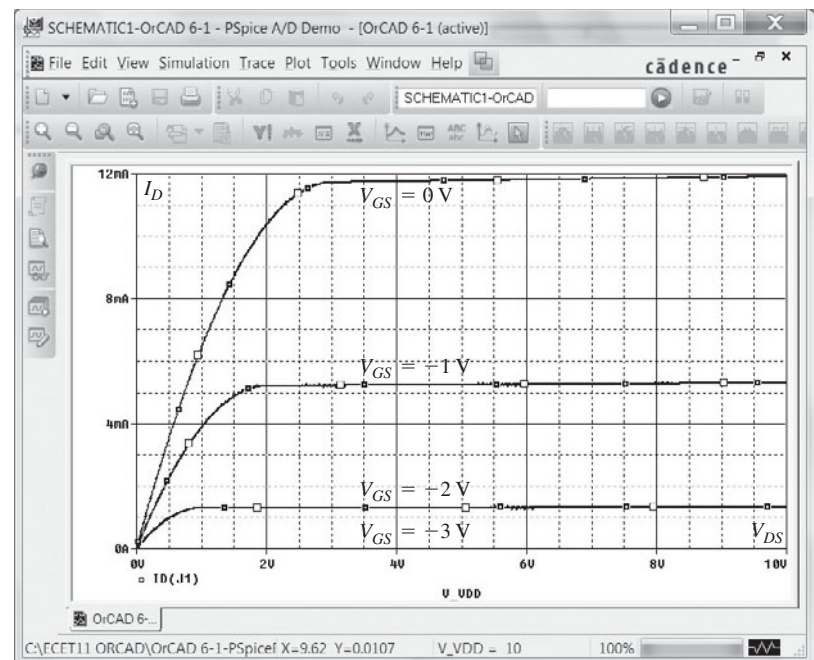 SCHEMATIC1-OrCAD 6-1 - PSpice A/D Demo - [OrCAD 6-1 (active)]
File Edit View Simulation Trace Plot Tools Window Help
cādence
SCHEMATIC1-OrCAD
12mA
I_D
V_GS = 0 V
8mA
V_GS = −1 V
4mA
V_GS = −2 V
V_GS = −3 V
V_DS
0A
0V 2V 4V 6V 8V 10V
ID(J1)
V_VDD
OrCAD 6-...
C:\ECET11 ORCAD\OrCAD 6-1-PSpiceF X=9.62 Y=0.0107 V_VDD = 10 100%